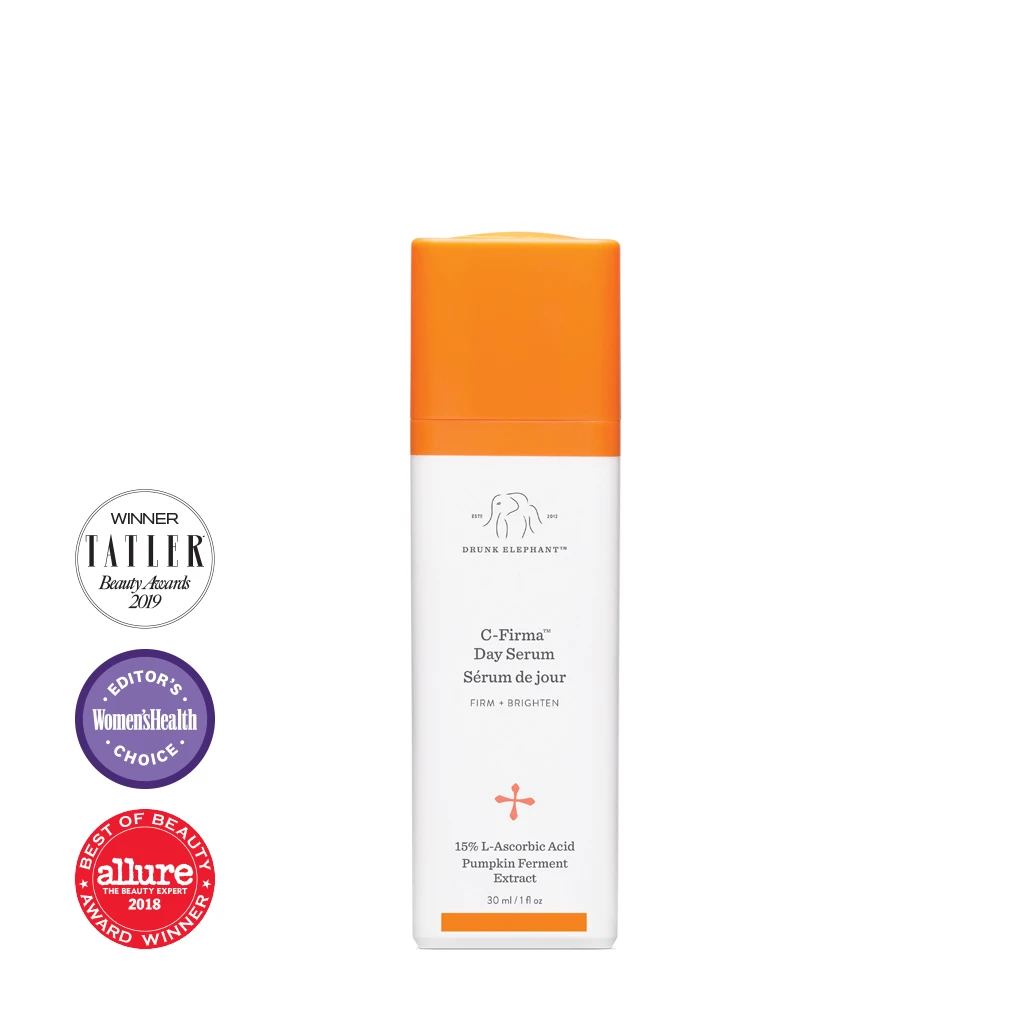 WINNER
TATLER
Beauty Awards
2019
EDITOR'S
Women'sHealth
CHOICE
BEST OF BEAUTY
allure
THE BEAUTY EXPERT
2018
AWARD WINNER
ESTD 2012
DRUNK ELEPHANT™
C-Firma™
Day Serum
Sérum de jour
FIRM + BRIGHTEN
15% L-Ascorbic Acid
Pumpkin Ferment
Extract
30 ml / 1 fl oz